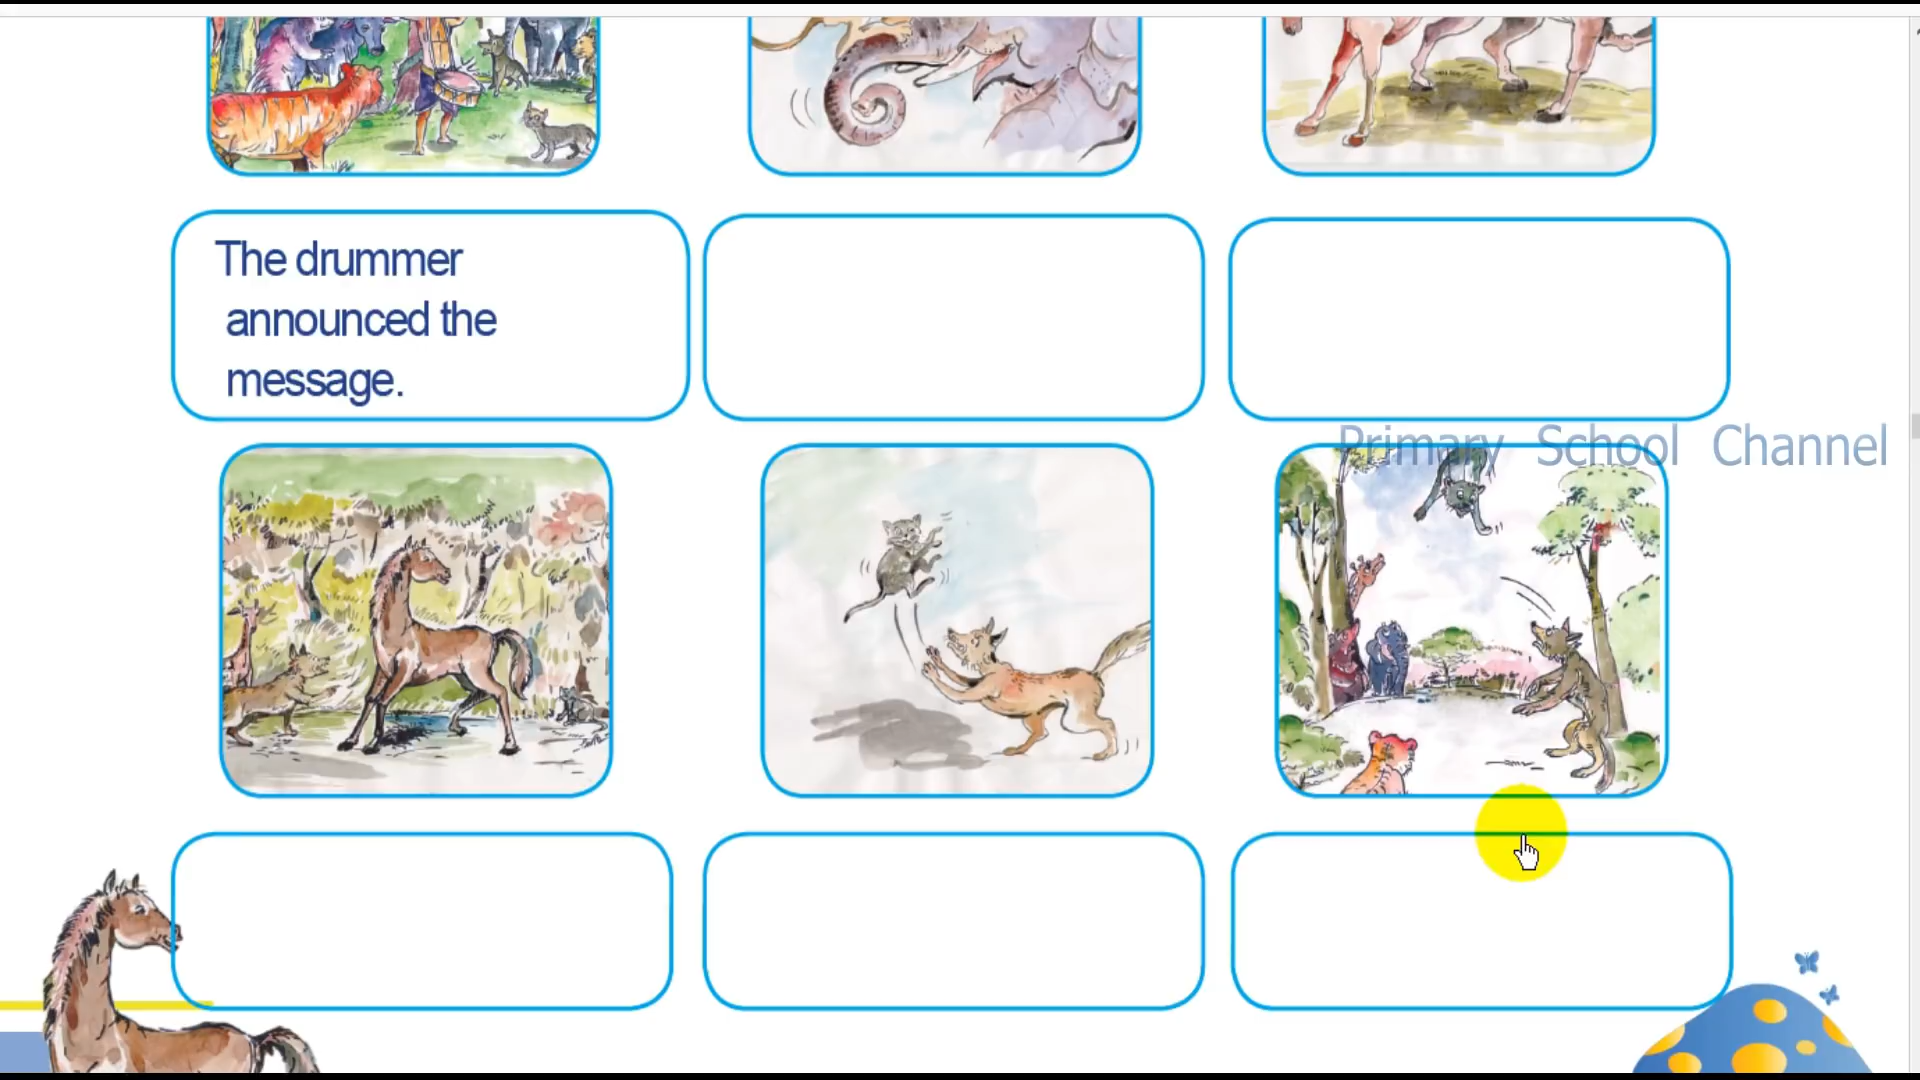 The drummer
announced the
message.
Primary School Channel